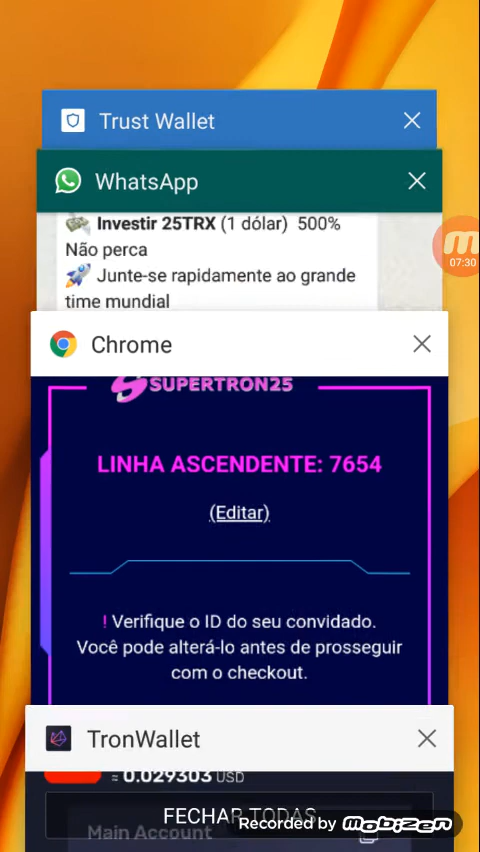 Trust Wallet
WhatsApp
Investir 25TRX (1 dólar) 500%
Não perca
Junte-se rapidamente ao grande
time mundial
07:30
Chrome
SUPERTRON25
LINHA ASCENDENTE: 7654
(Editar)
! Verifique o ID do seu convidado.
Você pode alterá-lo antes de prosseguir
com o checkout.
TronWallet
≈ 0.029303 USD
FECHAR TODAS
Main Account
Recorded by mobizen